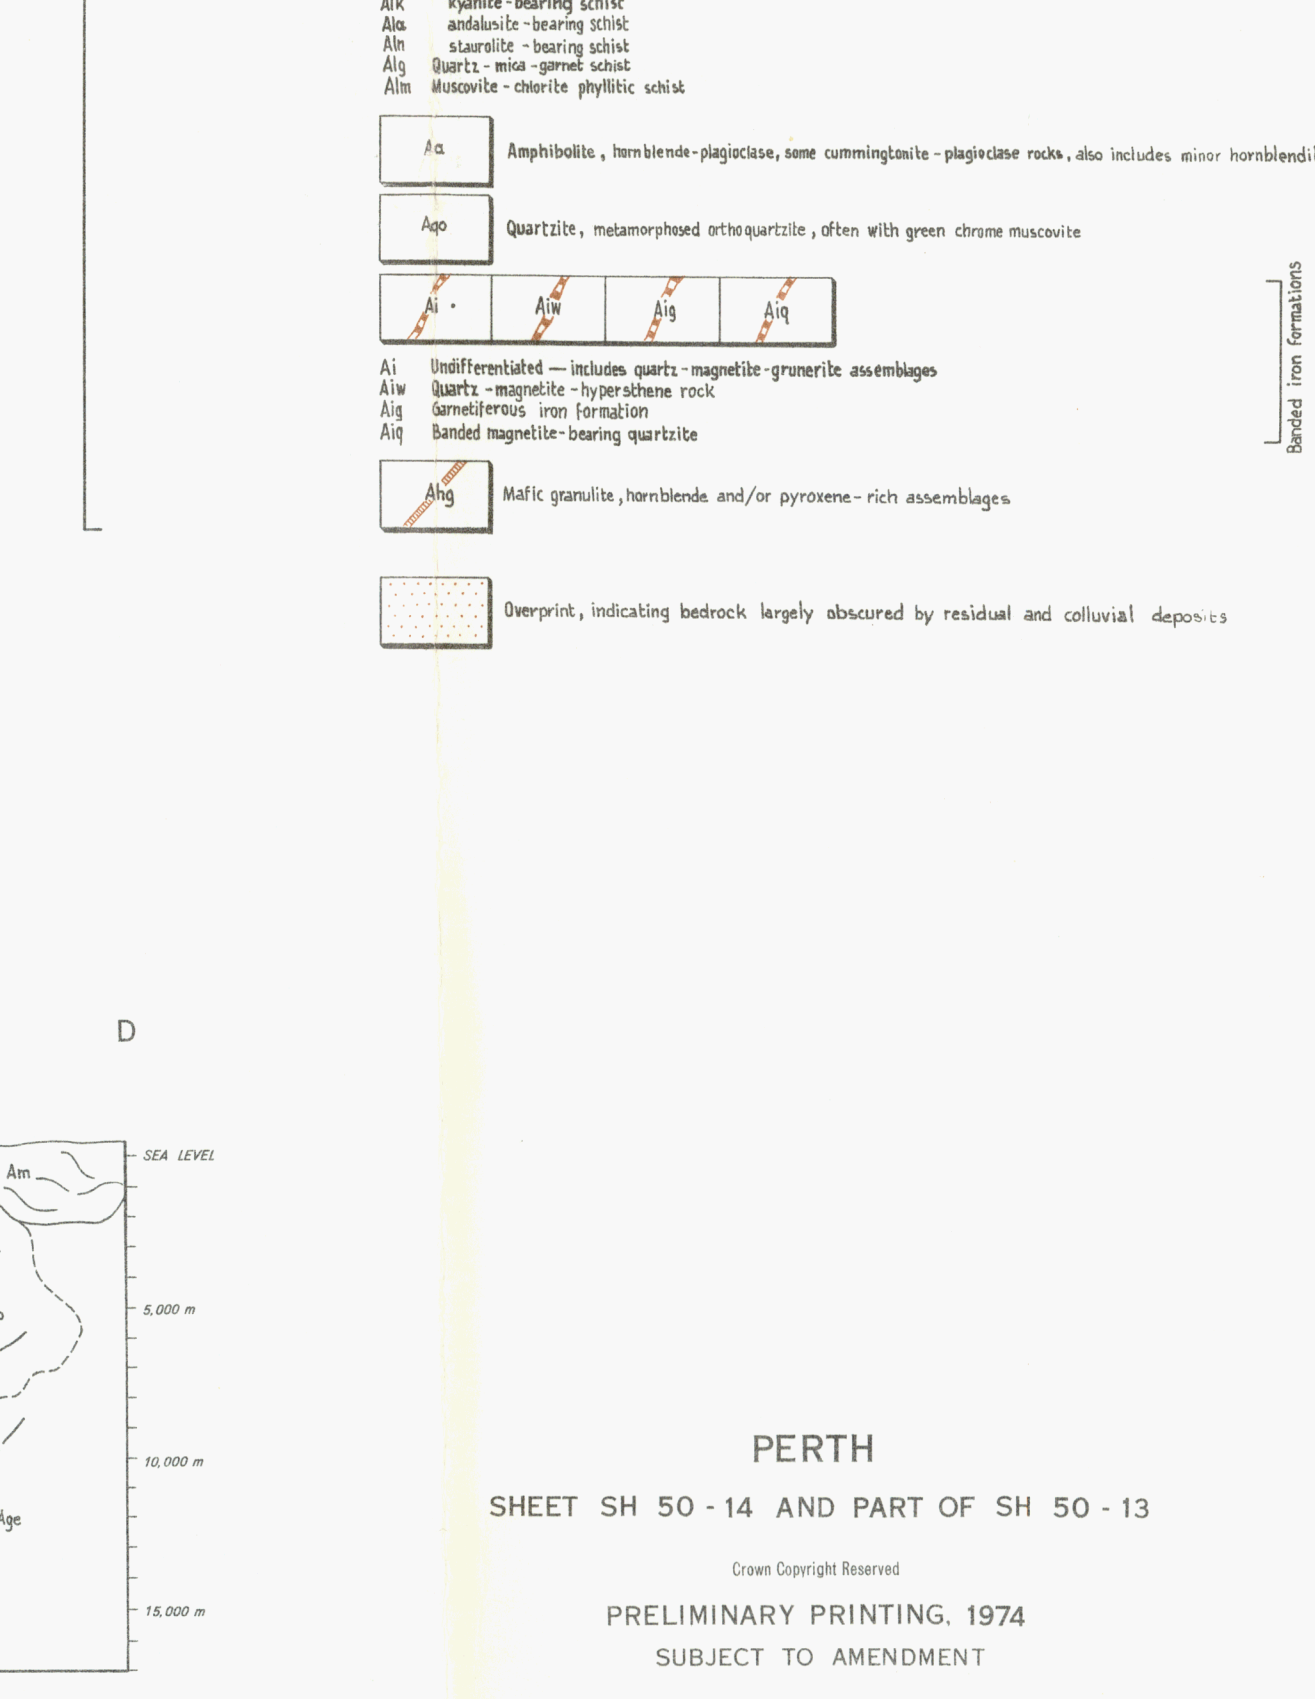 Alk kyanite-bearing schist
Ala andalusite-bearing schist
Aln staurolite-bearing schist
Alg Quartz-mica-garnet schist
Alm Muscovite-chlorite phyllitic schist
Aa
Amphibolite, hornblende-plagioclase, some cummingtonite-plagioclase rocks, also includes minor
Aqo
Quartzite, metamorphosed orthoquartzite, often with green chrome muscovite
Ai Aiw Aig Aiq
Ai Undifferentiated — includes quartz-magnetite-grunerite assemblages
Aiw Quartz-magnetite-hypersthene rock
Aig Garnetiferous iron formation
Aiq Banded magnetite-bearing quartzite
Banded iron formations
Ahg
Mafic granulite, hornblende and/or pyroxene-rich assemblages
Overprint, indicating bedrock largely obscured by residual and colluvial deposits
D
SEA LEVEL
Am
5,000 m
10,000 m
Age
15,000 m
PERTH
SHEET SH 50-14 AND PART OF SH 50-13
Crown Copyright Reserved
PRELIMINARY PRINTING, 1974
SUBJECT TO AMENDMENT